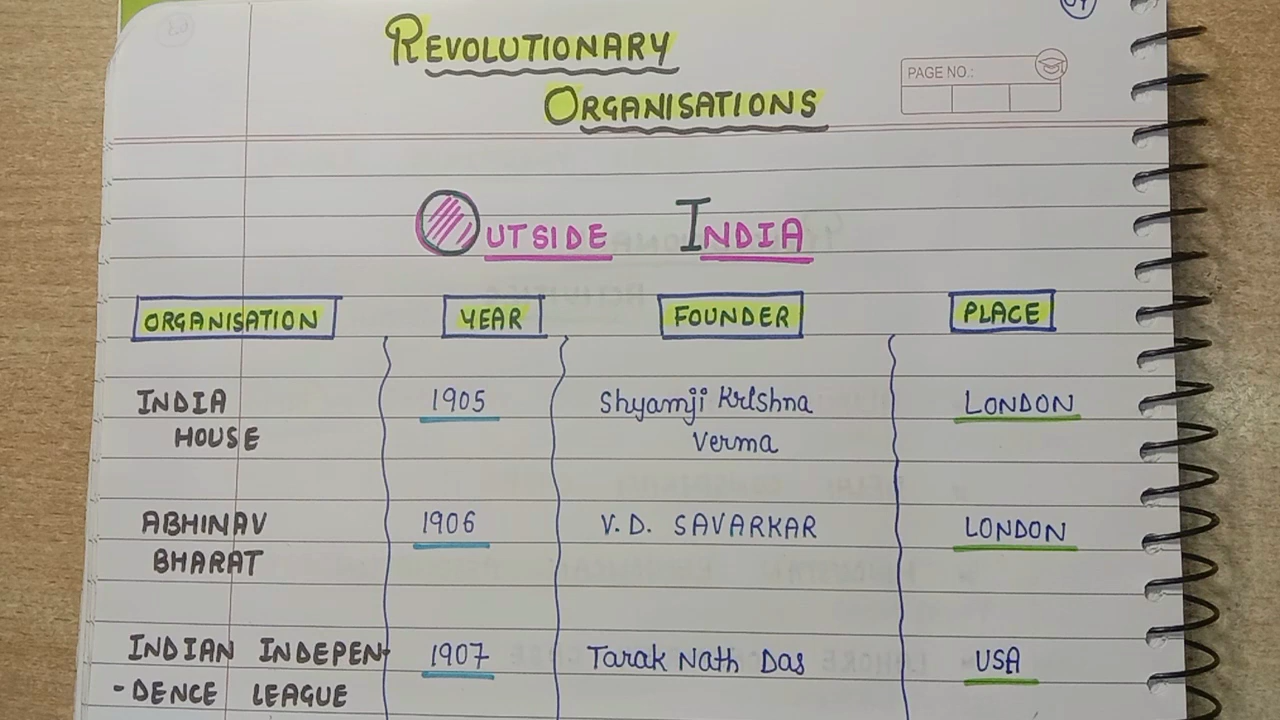 REVOLUTIONARY
ORGANISATIONS
PAGE NO.:
OUTSIDE INDIA
ORGANISATION YEAR FOUNDER PLACE
INDIA 1905 Shyamji Krishna LONDON
HOUSE Verma
ABHINAV 1906 V.D. SAVARKAR LONDON
BHARAT
INDIAN INDEPEN- 1907 Tarak Nath Das USA
-DENCE LEAGUE